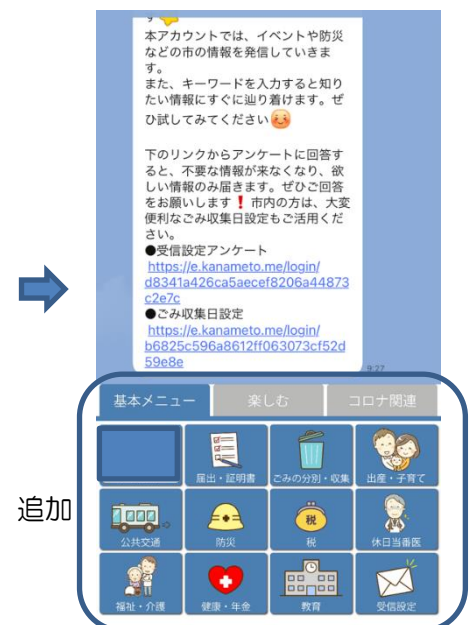 す
本アカウントでは、イベントや防災
などの市の情報を発信していきま
す。
また、キーワードを入力すると知り
たい情報にすぐに辿り着けます。ぜ
ひ試してみてください
下のリンクからアンケートに回答す
ると、不要な情報が来なくなり、欲
しい情報のみ届きます。ぜひご回答
をお願いします❗市内の方は、大変
便利なごみ収集日設定もご活用くだ
さい。
●受信設定アンケート
https://e.kanameto.me/login/
d8341a426ca5aecef8206a44873
c2e7c
●ごみ収集日設定
https://e.kanameto.me/login/
b6825c596a8612ff063073cf52d
59e8e
9:27
基本メニュー 楽しむ コロナ関連
届出・証明書 ごみの分別・収集 出産・子育て
追加
公共交通 防災 税 税 休日当番医
福祉・介護 健康・年金 教育 受信設定